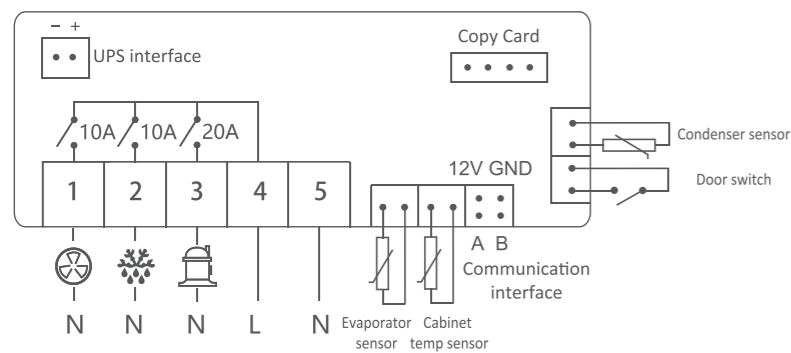 − +
UPS interface
Copy Card
10A 10A 20A
Condenser sensor
Door switch
1 2 3 4 5
12V GND
A B
Communication
interface
N N N L N
Evaporator
sensor
Cabinet
temp sensor